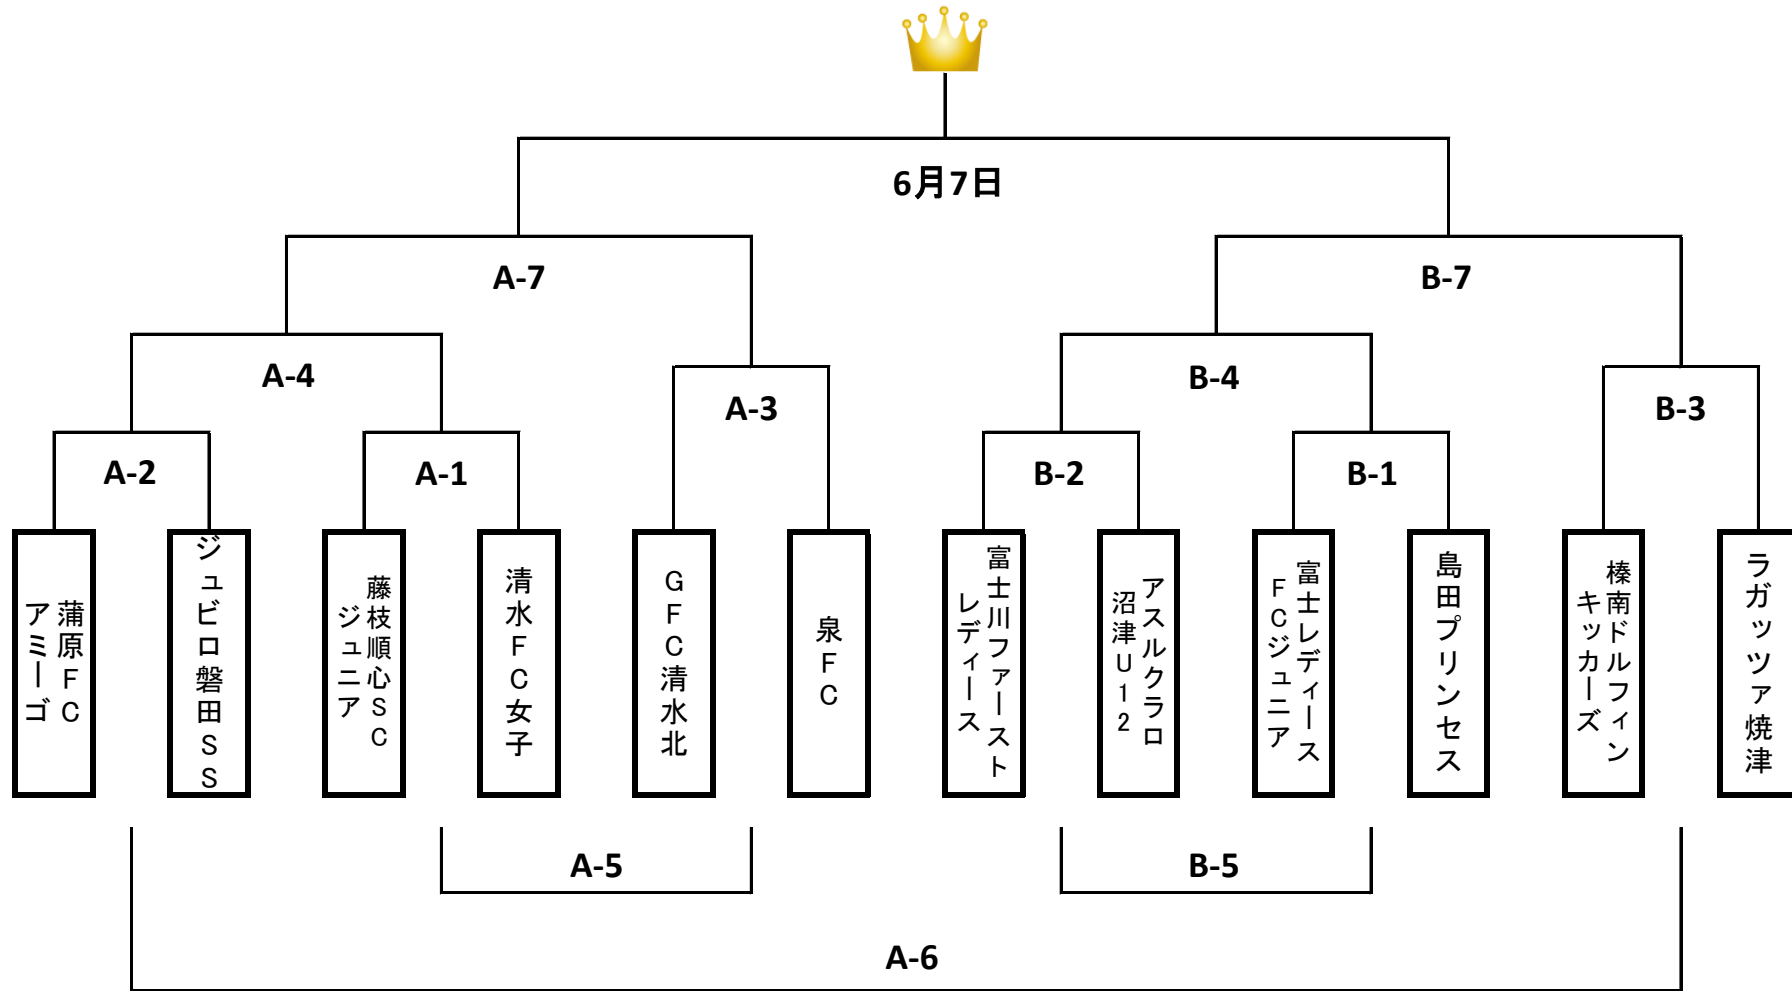 6月7日
A-7
B-7
A-4
B-4
A-3
B-3
A-2
A-1
B-2
B-1
蒲原FC
アミーゴ
ジュビロ磐田SS
藤枝順心SC
ジュニア
清水FC女子
GFC清水北
泉FC
富士川ファースト
レディース
アスルクラロ
沼津U12
富士レディース
FCジュニア
島田プリンセス
榛南ドルフィン
キッカーズ
ラガッツァ焼津
A-5
B-5
A-6